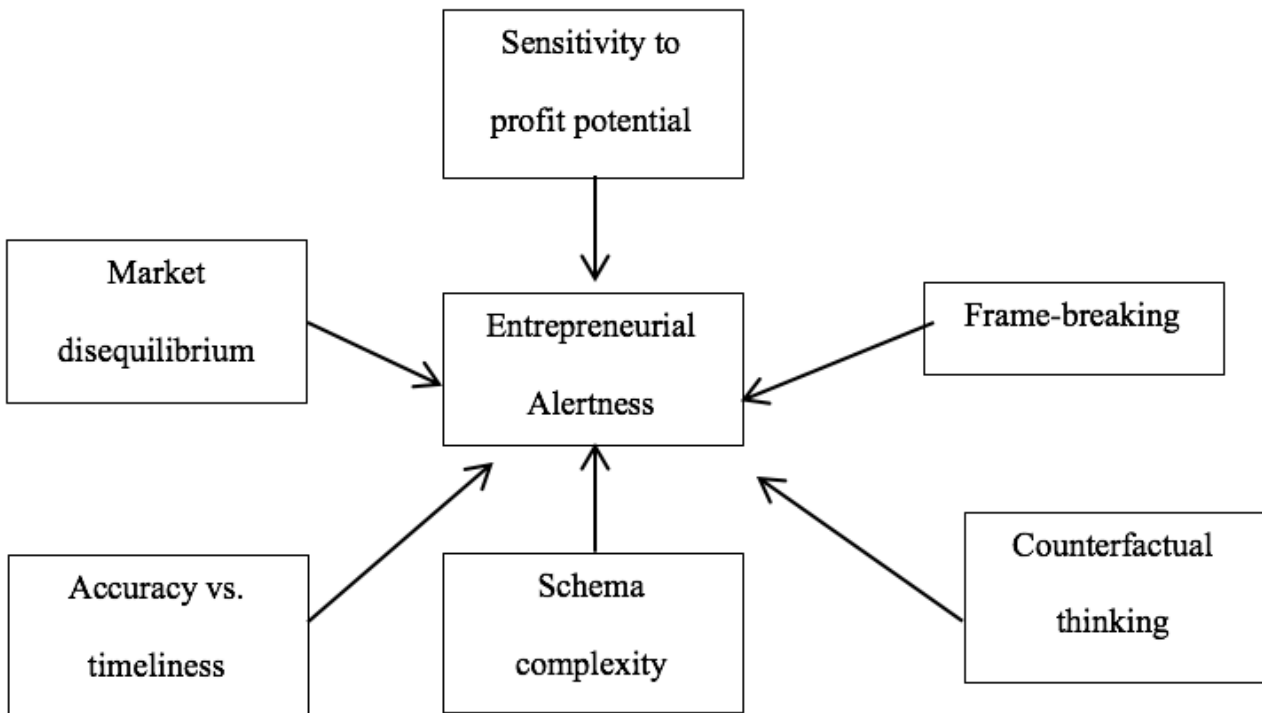 Sensitivity to
profit potential
Market
disequilibrium
Entrepreneurial
Alertness
Frame-breaking
Accuracy vs.
timeliness
Schema
complexity
Counterfactual
thinking